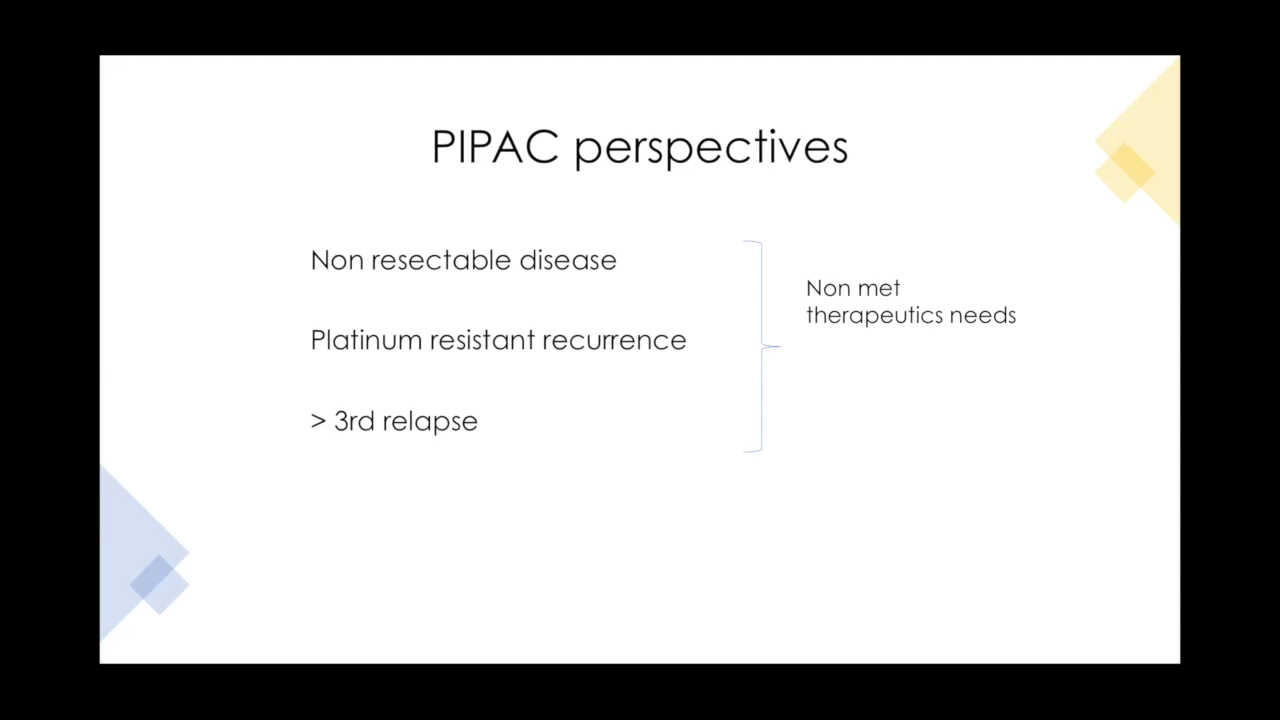 PIPAC perspectives
Non resectable disease
Platinum resistant recurrence
> 3rd relapse
Non met
therapeutics needs